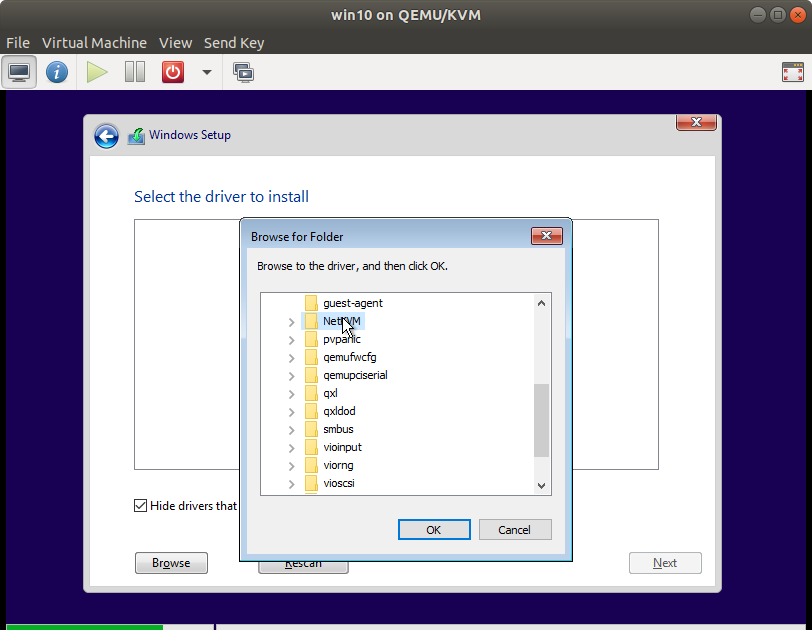 win10 on QEMU/KVM
File Virtual Machine View Send Key
Windows Setup
Select the driver to install
Browse for Folder
Browse to the driver, and then click OK.
guest-agent
NetKVM
pvpanic
qemufwcfg
qemupciserial
qxl
qxldod
smbus
vioinput
viorng
vioscsi
Hide drivers that
OK Cancel
Browse Rescan Next